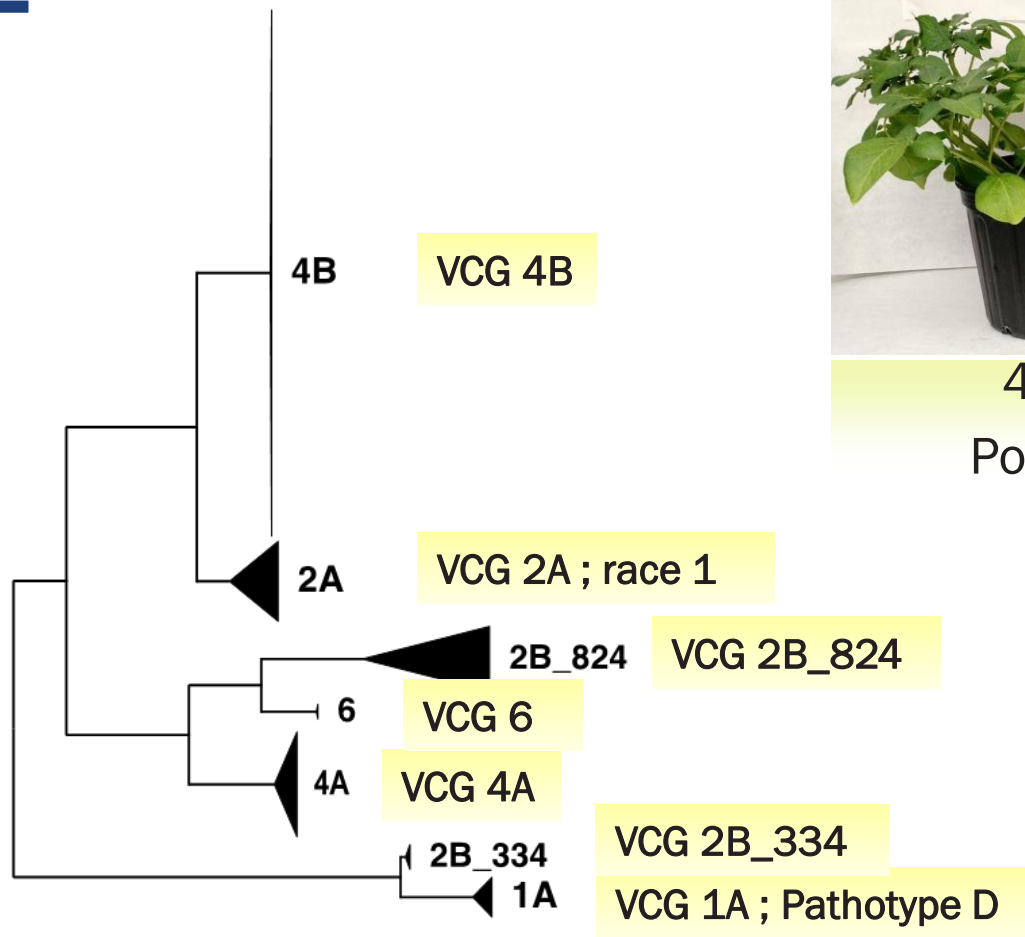 4B
VCG 4B
4
Po
2A
VCG 2A ; race 1
2B_824
VCG 2B_824
6
VCG 6
4A
VCG 4A
2B_334
VCG 2B_334
1A
VCG 1A ; Pathotype D